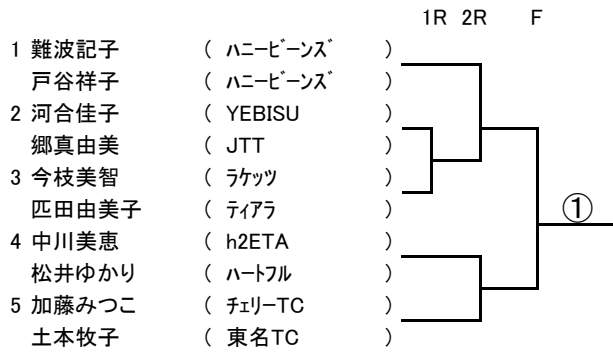 1R 2R F
1 難波記子 ( ハニービーンズ )
戸谷祥子 ( ハニービーンズ )
2 河合佳子 ( YEBISU )
郷真由美 ( JTT )
3 今枝美智 ( ラケッツ )
匹田由美子 ( ティアラ )
①
4 中川美恵 ( h2ETA )
松井ゆかり ( ハートフル )
5 加藤みつこ ( チェリーTC )
土本牧子 ( 東名TC )